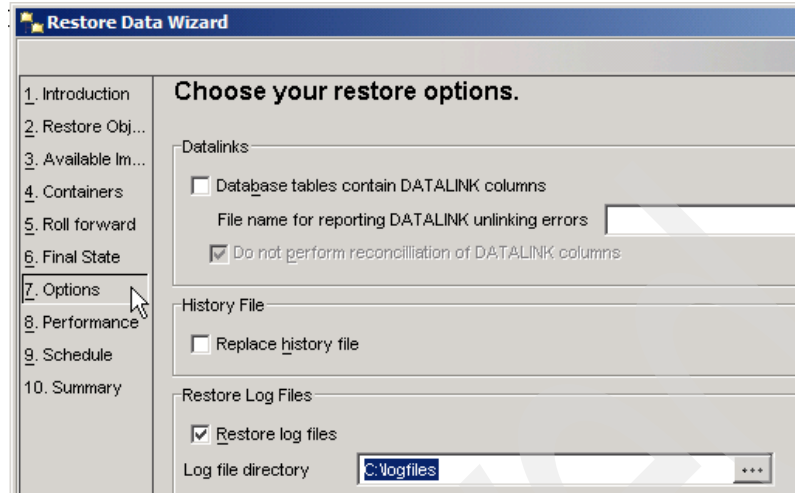 Restore Data Wizard
1. Introduction
2. Restore Obj...
3. Available Im...
4. Containers
5. Roll forward
6. Final State
7. Options
8. Performance
9. Schedule
10. Summary
Choose your restore options.
Datalinks
Database tables contain DATALINK columns
File name for reporting DATALINK unlinking errors
Do not perform reconcilliation of DATALINK columns
History File
Replace history file
Restore Log Files
Restore log files
Log file directory C:\logfiles ...